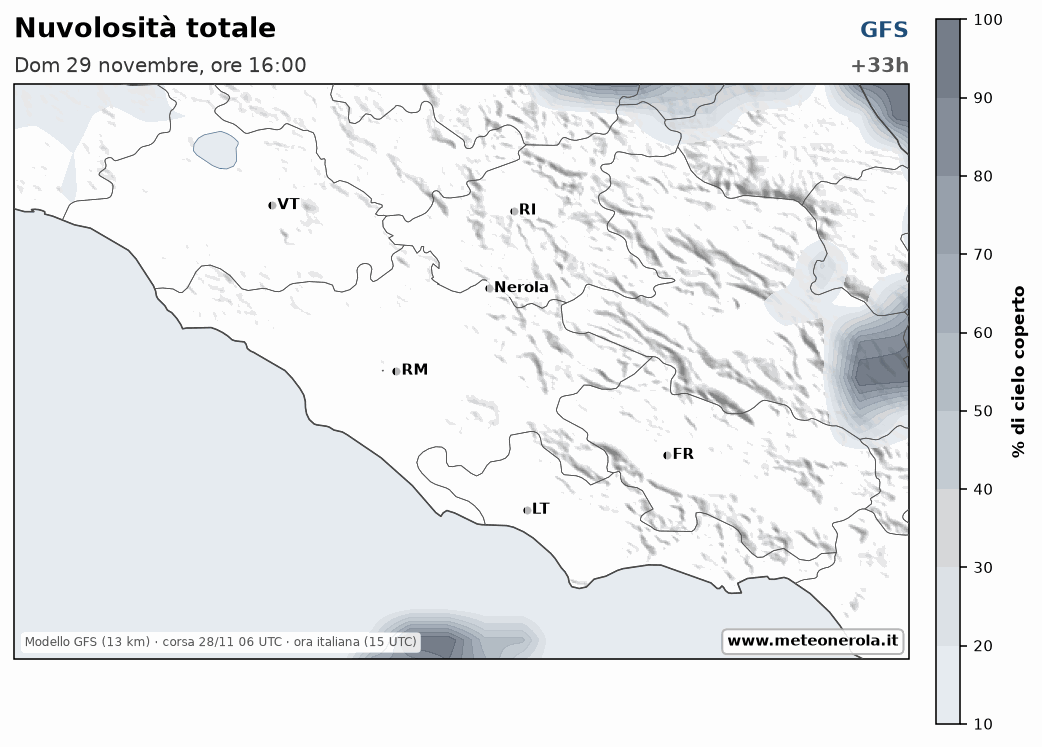 Nuvolosità totale
GFS
Dom 29 novembre, ore 16:00
+33h
VT
RI
Nerola
RM
FR
LT
Modello GFS (13 km) · corsa 28/11 06 UTC · ora italiana (15 UTC)
www.meteonerola.it
100
90
80
70
60
50
40
30
20
10
% di cielo coperto